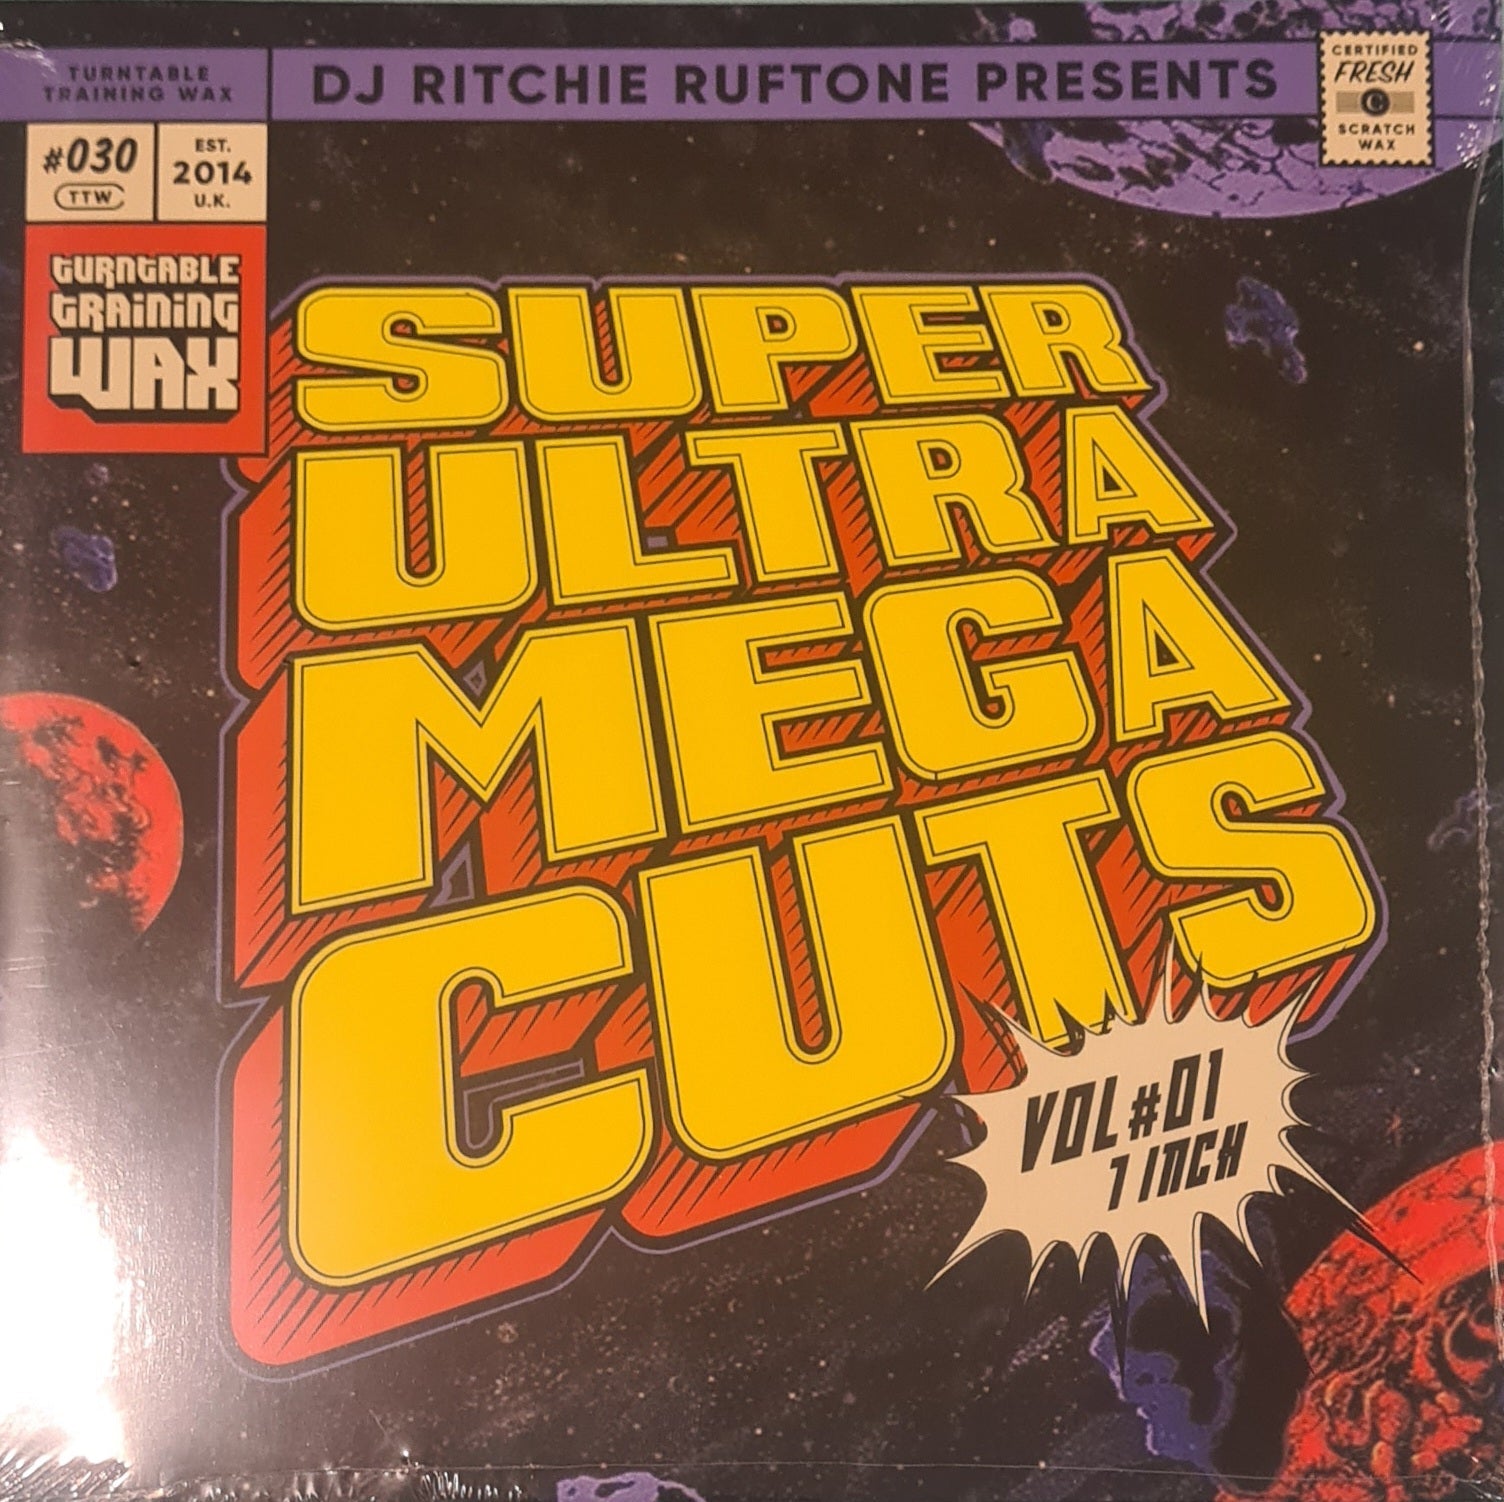 TURNTABLE
TRAINING WAX
DJ RITCHIE RUFTONE PRESENTS
CERTIFIED
FRESH
C
SCRATCH
WAX
#030
TTW
EST.
2014
U.K.
TURNTABLE
TRAINING
WAX
SUPER
ULTRA
MEGA
CUTS
VOL#01
7 INCH